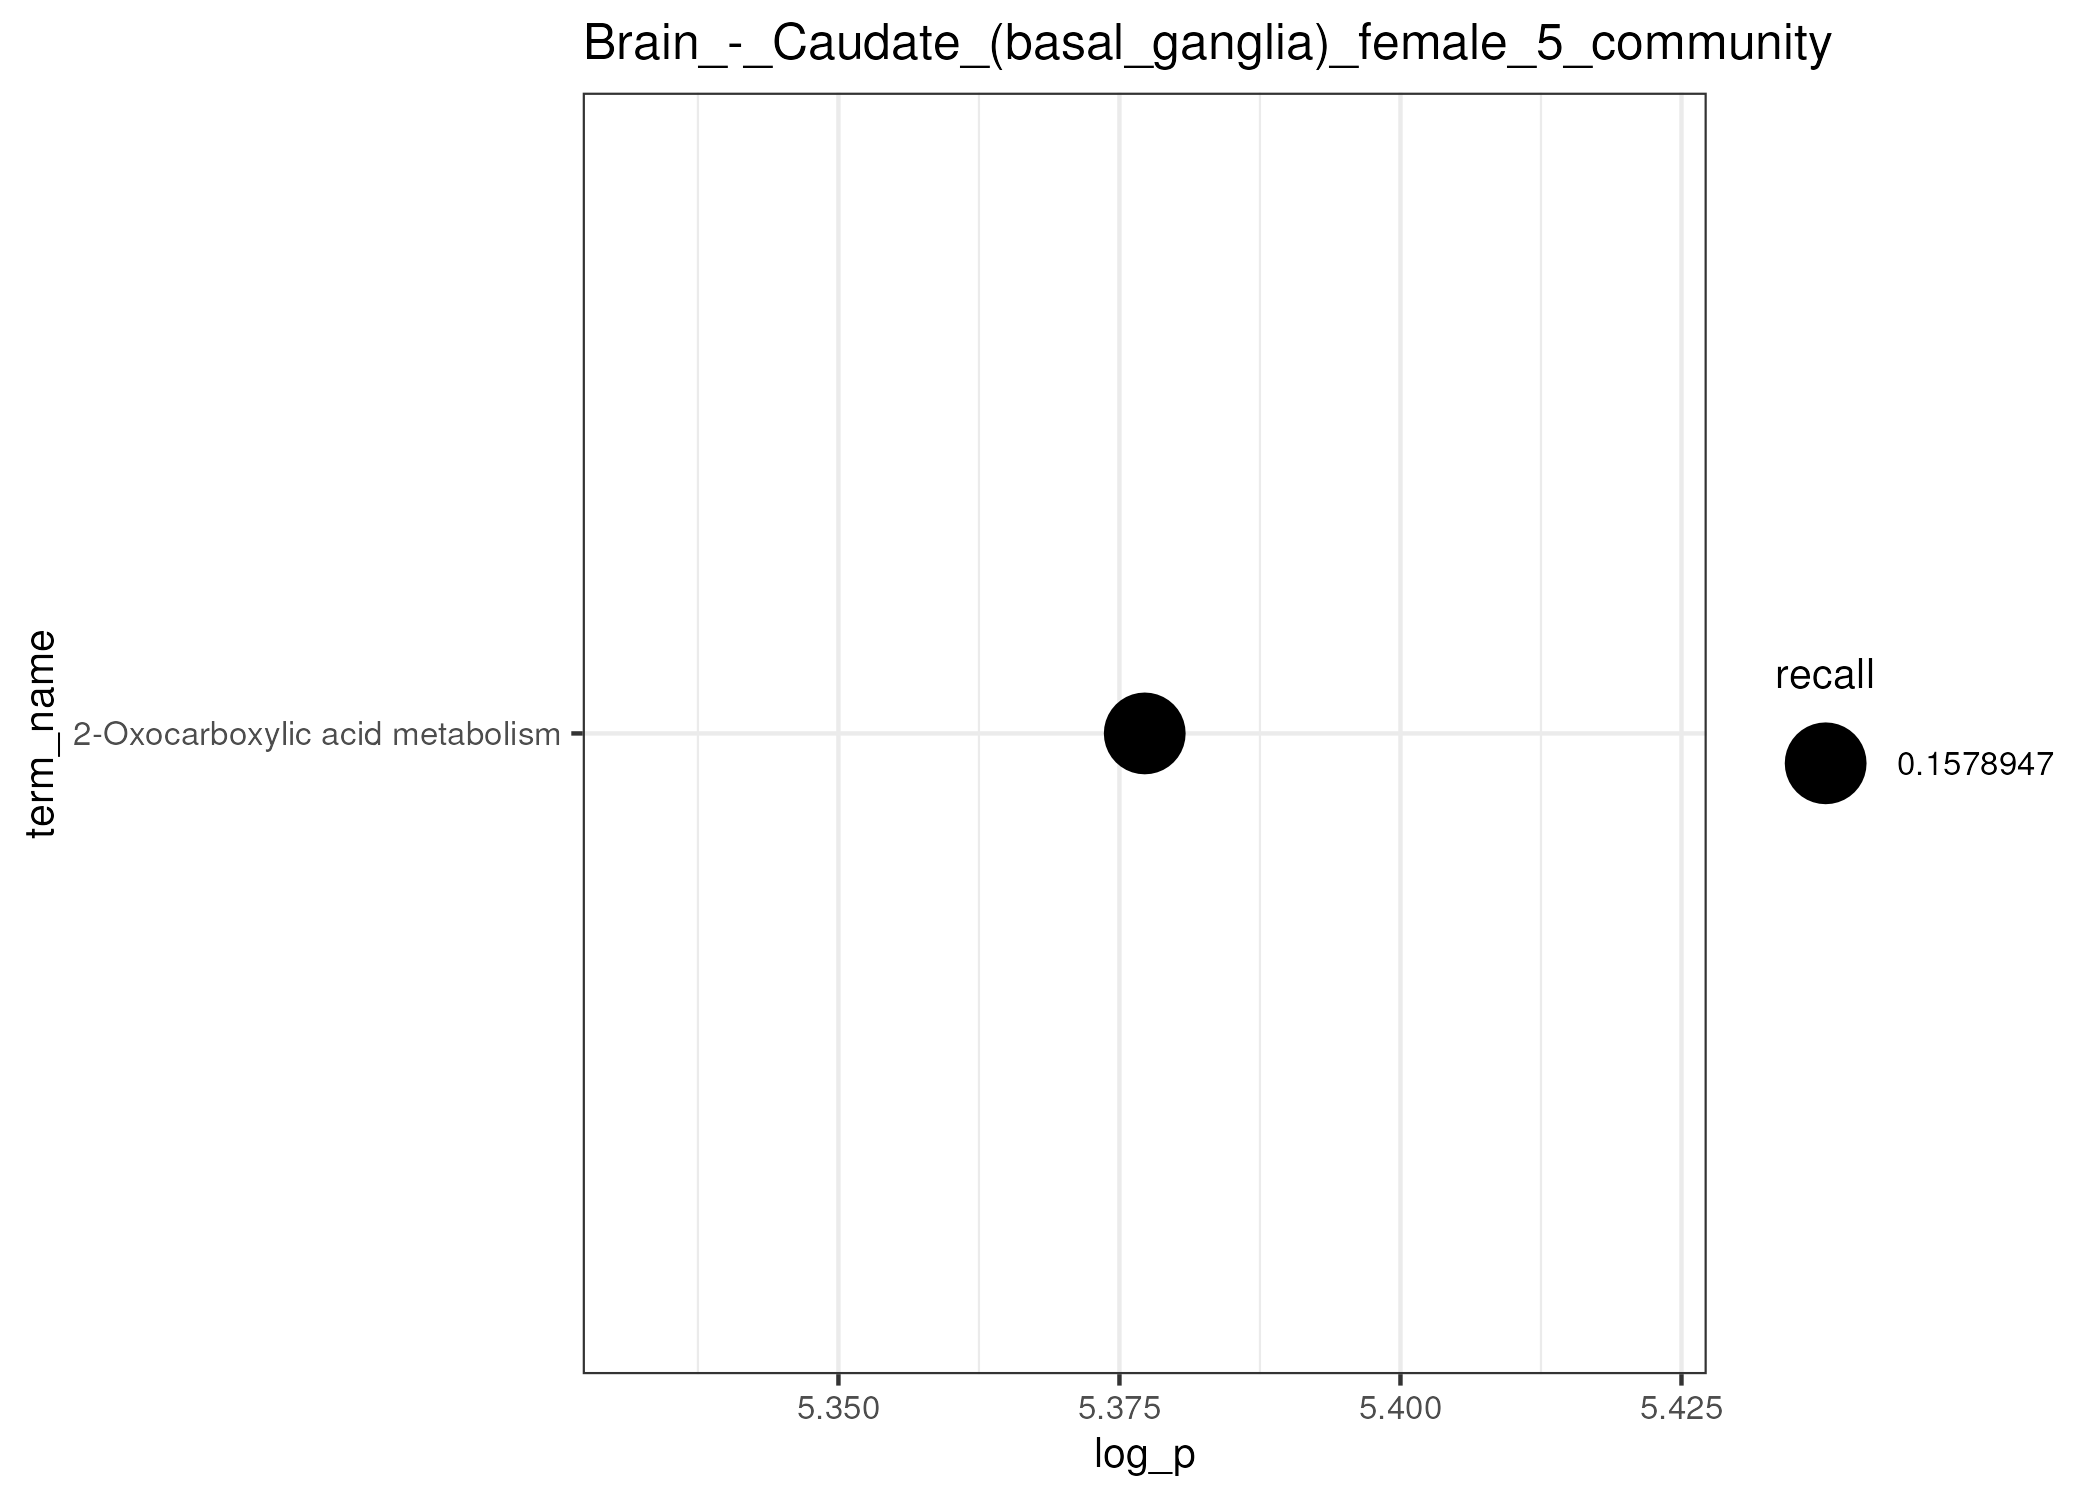 Brain_-_Caudate_(basal_ganglia)_female_5_community
term_name
2-Oxocarboxylic acid metabolism
recall
0.1578947
5.350
5.375
5.400
5.425
log_p